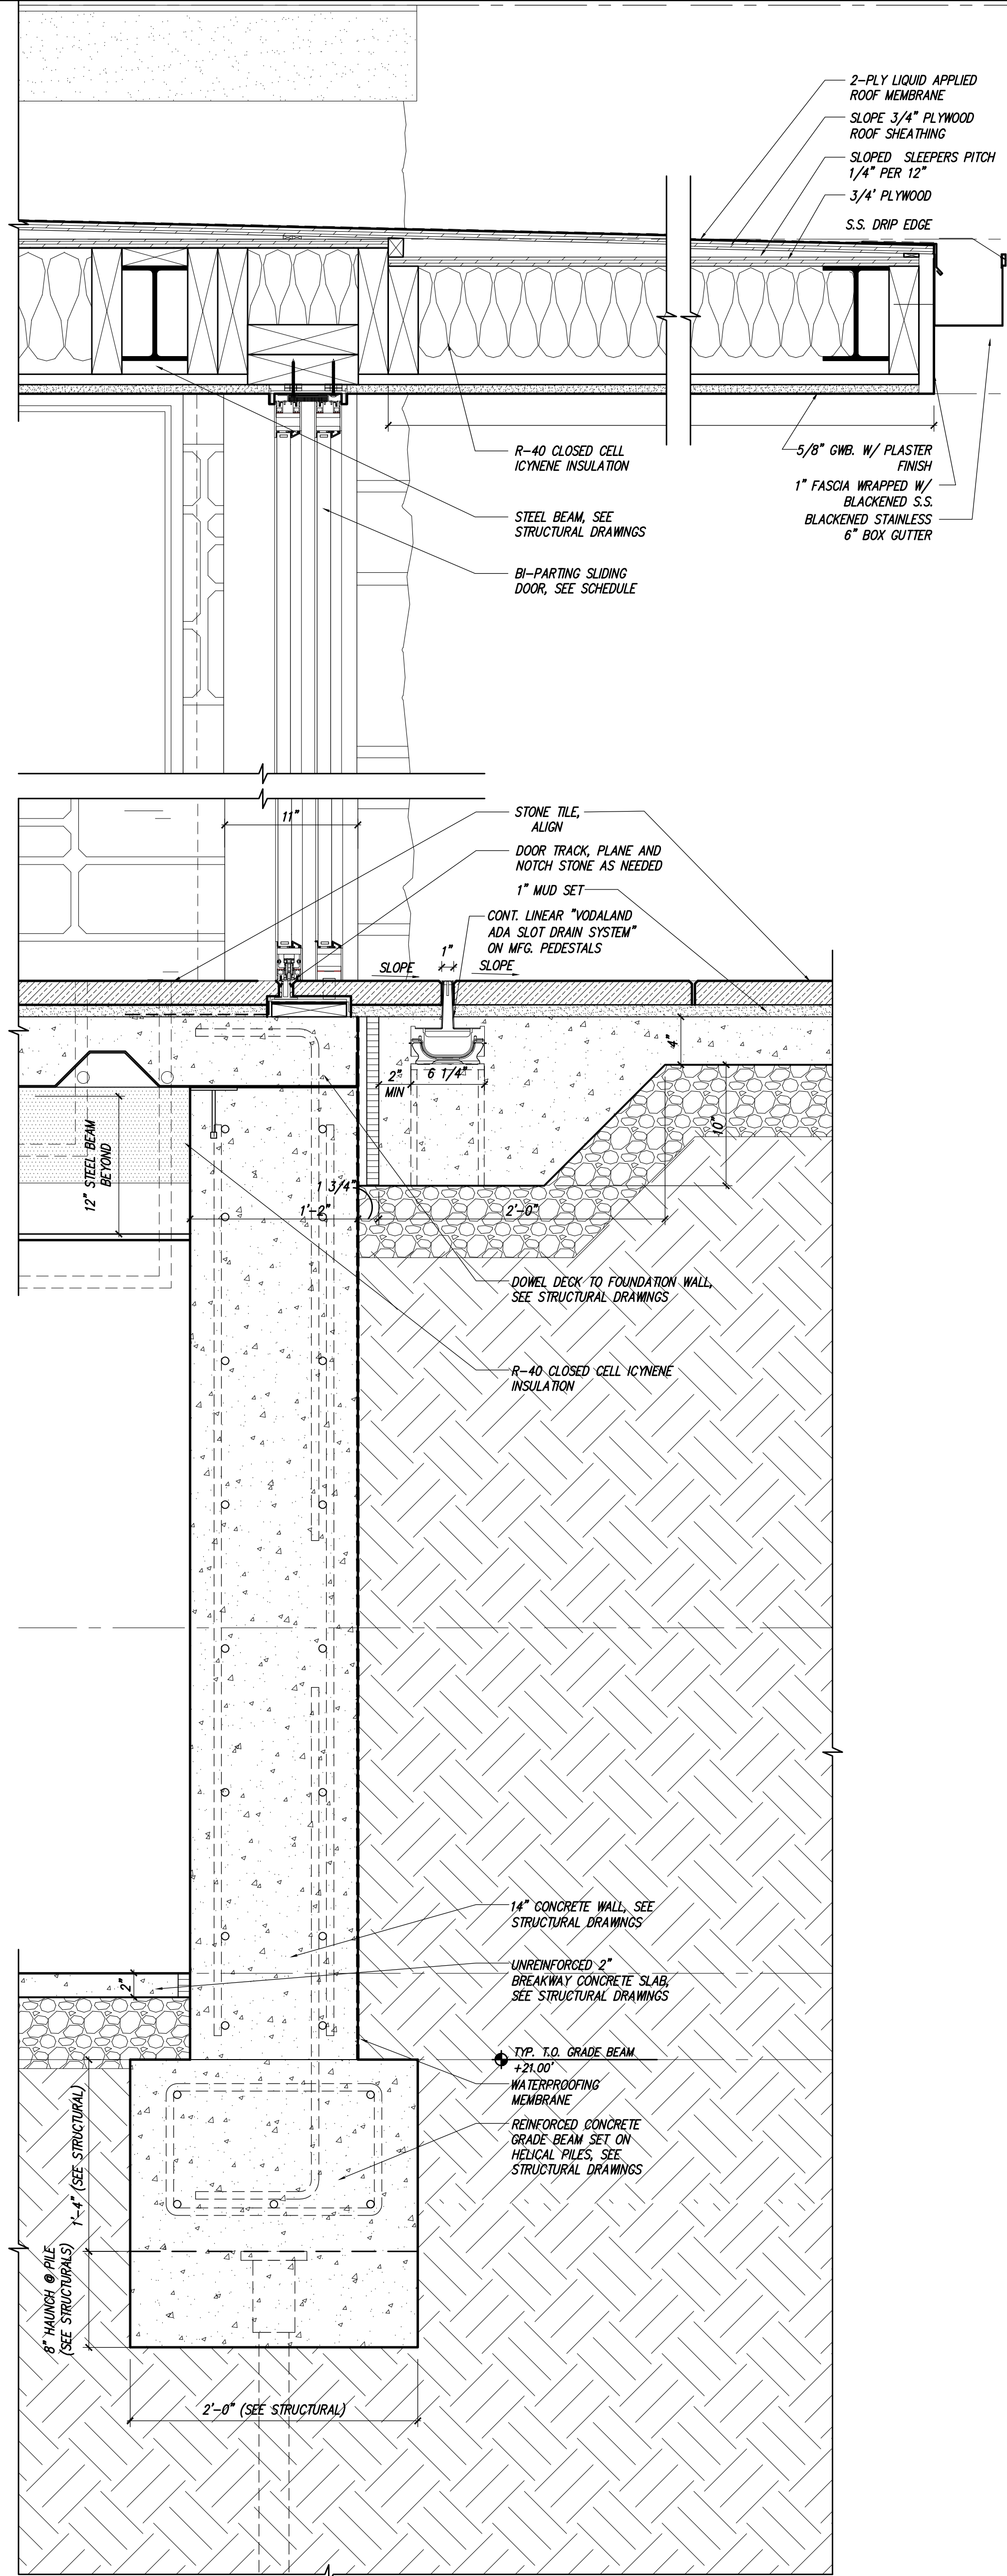 2-PLY LIQUID APPLIED
ROOF MEMBRANE
SLOPE 3/4" PLYWOOD
ROOF SHEATHING
SLOPED SLEEPERS PITCH
1/4" PER 12"
3/4' PLYWOOD
S.S. DRIP EDGE
R-40 CLOSED CELL
ICYNENE INSULATION
5/8" GWB. W/ PLASTER
FINISH
1" FASCIA WRAPPED W/
BLACKENED S.S.
BLACKENED STAINLESS
6" BOX GUTTER
STEEL BEAM, SEE
STRUCTURAL DRAWINGS
BI-PARTING SLIDING
DOOR, SEE SCHEDULE
11"
STONE TILE,
ALIGN
DOOR TRACK, PLANE AND
NOTCH STONE AS NEEDED
1" MUD SET
CONT. LINEAR "VODALAND
ADA SLOT DRAIN SYSTEM"
ON MFG. PEDESTALS
1"
SLOPE
SLOPE
4"
2"
MIN
6 1/4"
10"
12" STEEL BEAM
BEYOND
1 3/4"
1'-2"
2'-0"
DOWEL DECK TO FOUNDATION WALL,
SEE STRUCTURAL DRAWINGS
R-40 CLOSED CELL ICYNENE
INSULATION
14" CONCRETE WALL, SEE
STRUCTURAL DRAWINGS
UNREINFORCED 2"
BREAKWAY CONCRETE SLAB,
SEE STRUCTURAL DRAWINGS
2"
TYP. T.O. GRADE BEAM
+21.00'
WATERPROOFING
MEMBRANE
REINFORCED CONCRETE
GRADE BEAM SET ON
HELICAL PILES, SEE
STRUCTURAL DRAWINGS
1'-4" (SEE STRUCTURAL)
8" HAUNCH @ PILE
(SEE STRUCTURALS)
2'-0" (SEE STRUCTURAL)